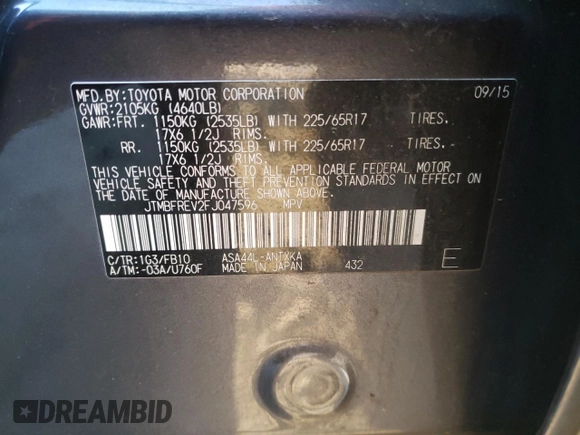 MFD.BY:TOYOTA MOTOR CORPORATION 09/15
GVWR:2105KG (4640LB)
GAWR:FRT. 1150KG (2535LB) WITH 225/65R17 TIRES.
17X6 1/2J RIMS.
RR. 1150KG (2535LB) WITH 225/65R17 TIRES.
17X6 1/2J RIMS.
THIS VEHICLE CONFORMS TO ALL APPLICABLE FEDERAL MOTOR
VEHICLE SAFETY AND THEFT PREVENTION STANDARDS IN EFFECT ON
THE DATE OF MANUFACTURE SHOWN ABOVE.
JTMBFREV2FJ047596 MPV
C/TR:1G3/FB10 ASA44L-ANTXKA
A/TM:-03A/U760F MADE IN JAPAN 432 E
DREAMBID